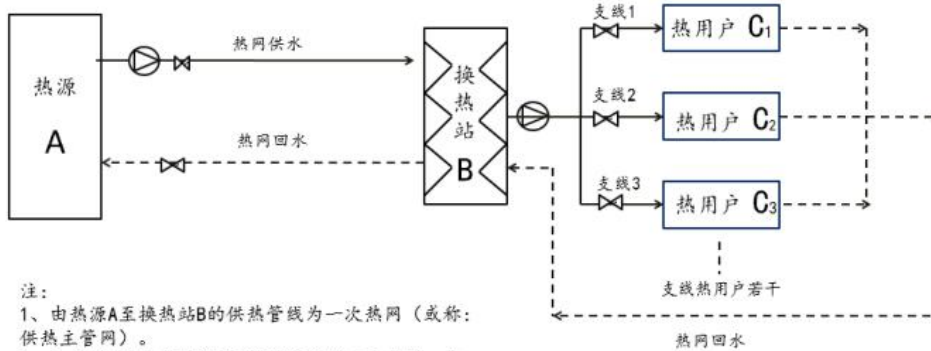 支线1
热用户 C1
热网供水
热源
A
换热站
B
支线2
热用户 C2
热网回水
支线3
热用户 C3
支线热用户若干
热网回水
注:
1、由热源A至换热站B的供热管线为一次热网（或称：
供热主管网）。